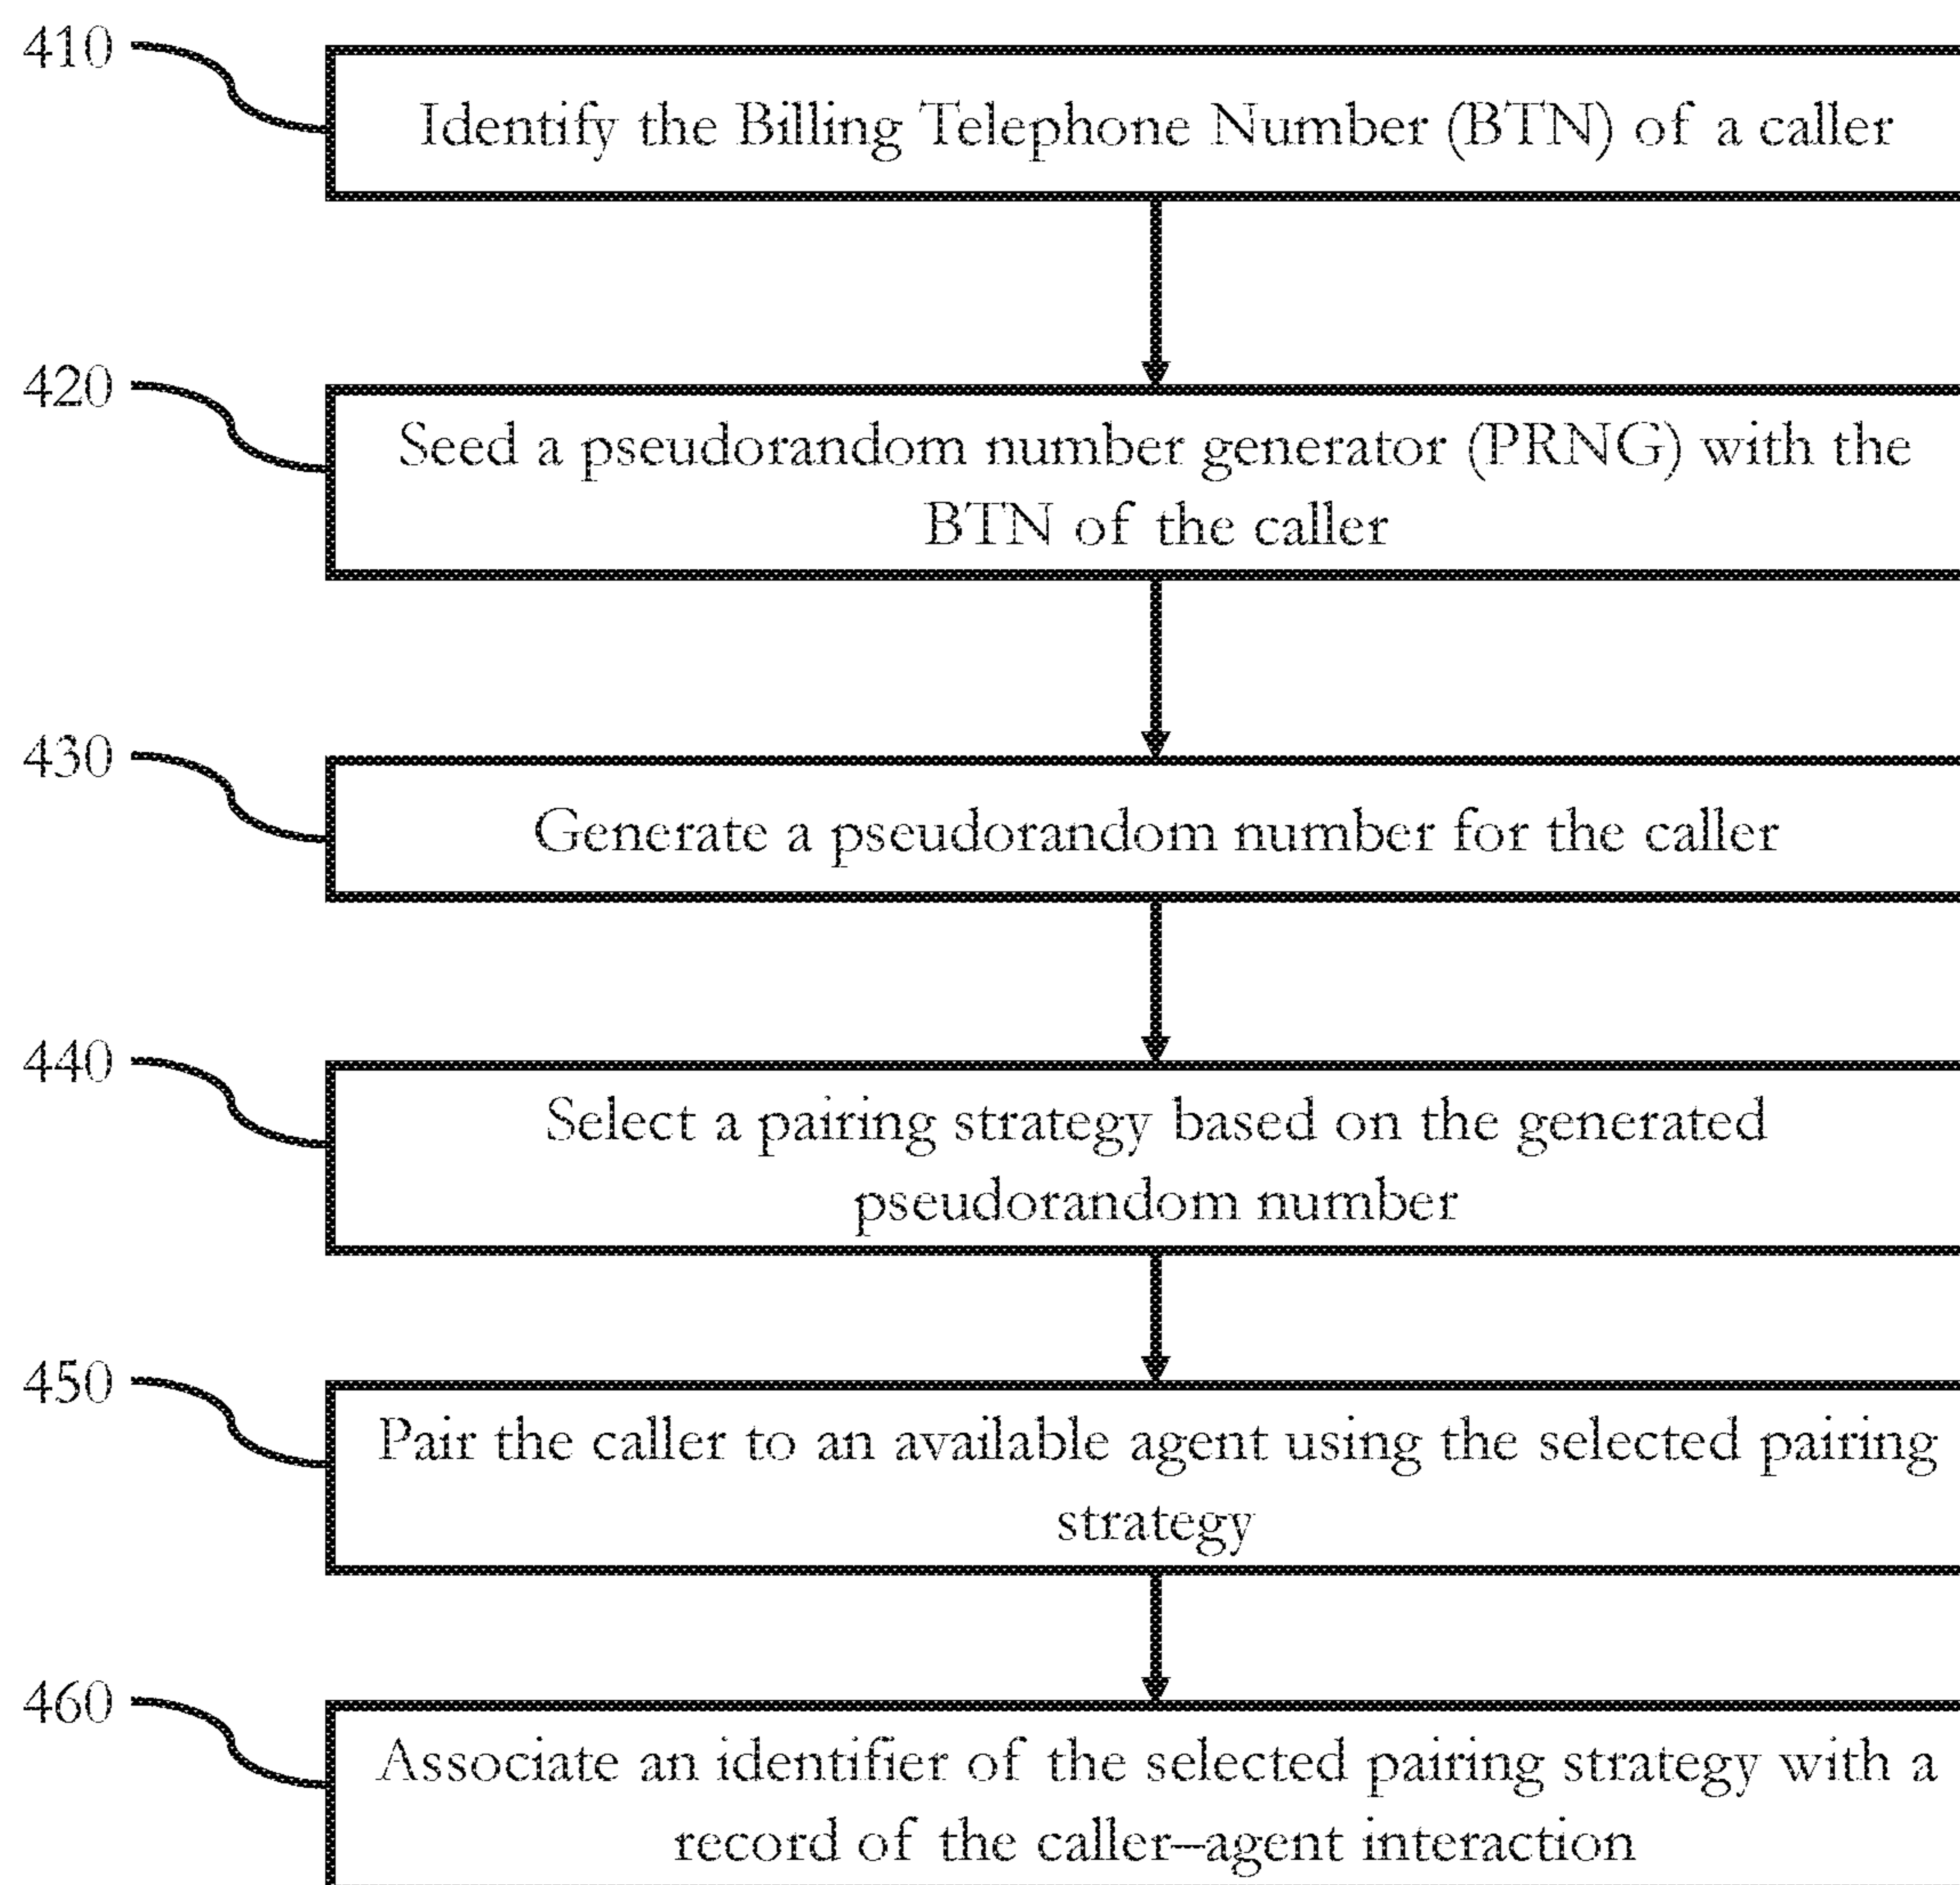 410
Identify the Billing Telephone Number (BTN) of a caller
420
Seed a pseudorandom number generator (PRNG) with the
BTN of the caller
430
Generate a pseudorandom number for the caller
440
Select a pairing strategy based on the generated
pseudorandom number
450
Pair the caller to an available agent using the selected pairing
strategy
460
Associate an identifier of the selected pairing strategy with a
record of the caller–agent interaction